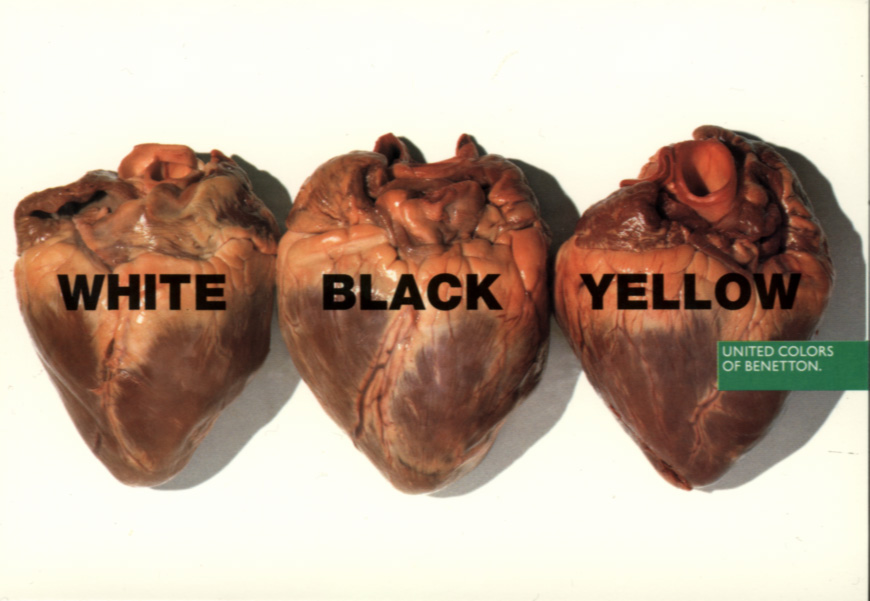 WHITE
BLACK
YELLOW
UNITED COLORS
OF BENETTON.